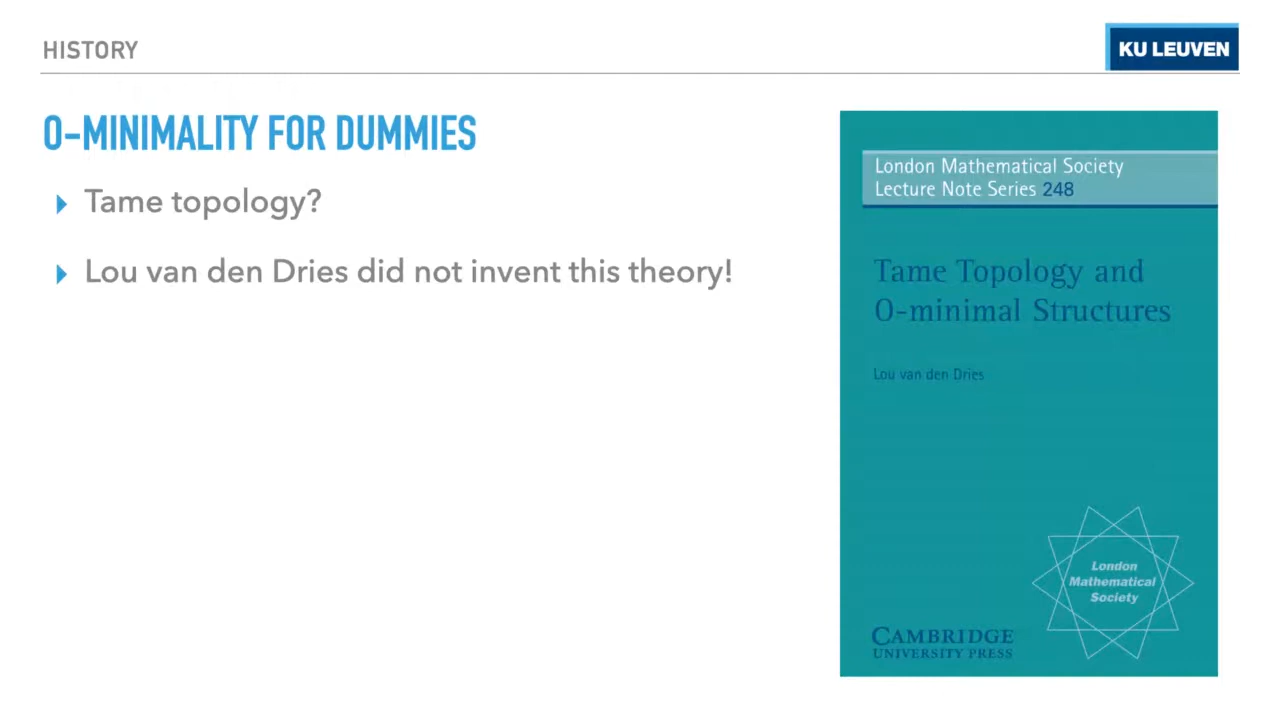 HISTORY
KU LEUVEN
O-MINIMALITY FOR DUMMIES
Tame topology?
Lou van den Dries did not invent this theory!
London Mathematical Society
Lecture Note Series 248
Tame Topology and
O-minimal Structures
Lou van den Dries
London
Mathematical
Society
CAMBRIDGE
UNIVERSITY PRESS